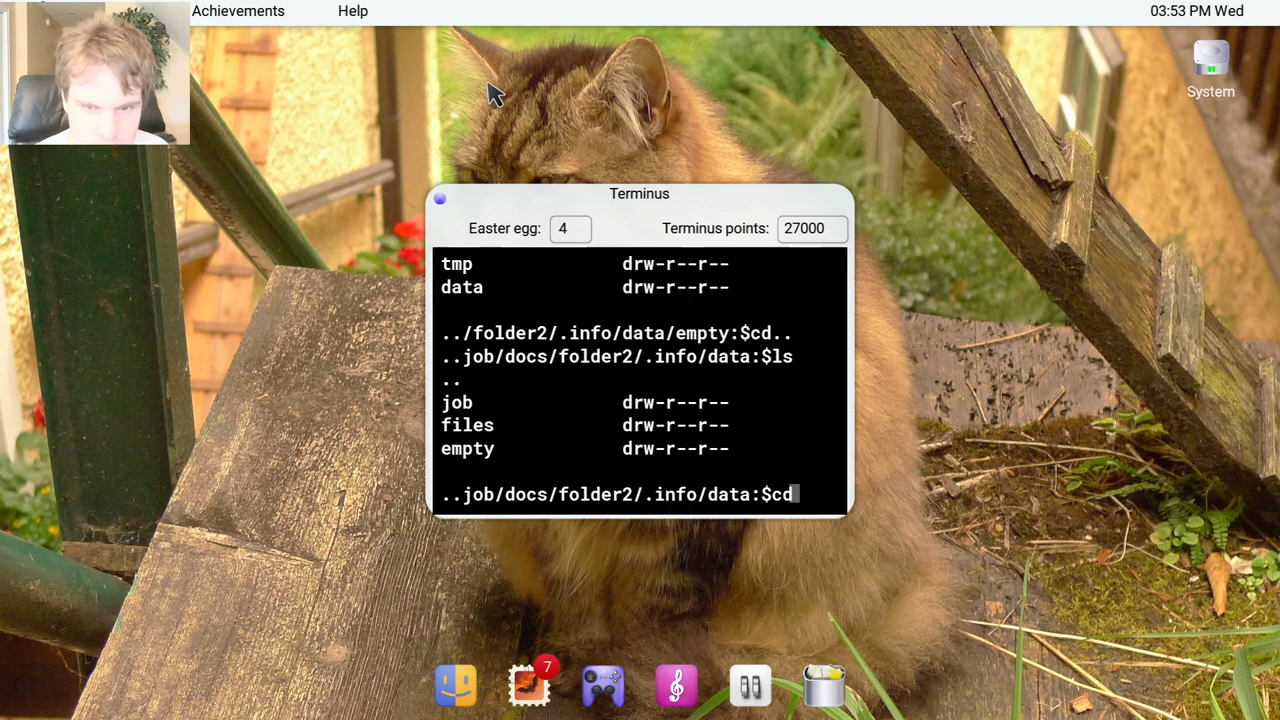 Achievements Help 03:53 PM Wed
System
Terminus
Easter egg: 4 Terminus points: 27000
tmp drw-r--r--
data drw-r--r--
../folder2/.info/data/empty:$cd..
..job/docs/folder2/.info/data:$ls
..
job drw-r--r--
files drw-r--r--
empty drw-r--r--
..job/docs/folder2/.info/data:$cd
7